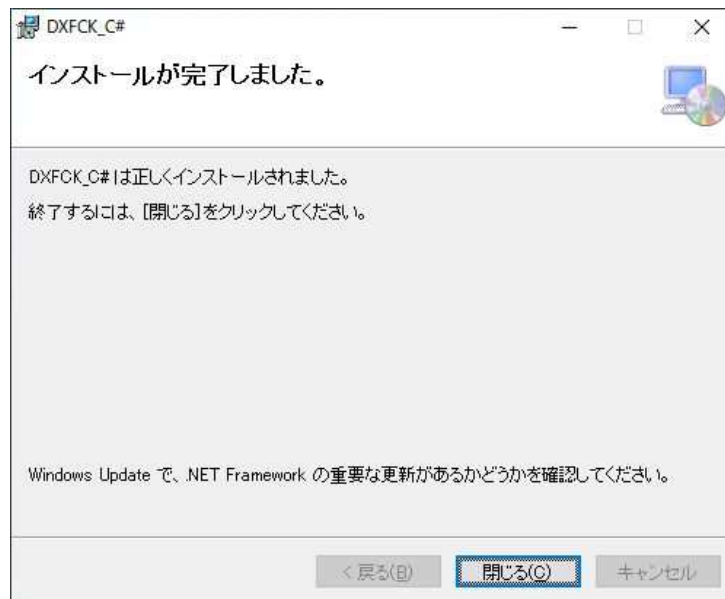 DXFCK_C#
インストールが完了しました。
DXFCK_C# は正しくインストールされました。
終了するには、[閉じる]をクリックしてください。
Windows Update で、.NET Framework の重要な更新があるかどうかを確認してください。
< 戻る(B)
閉じる(C)
キャンセル